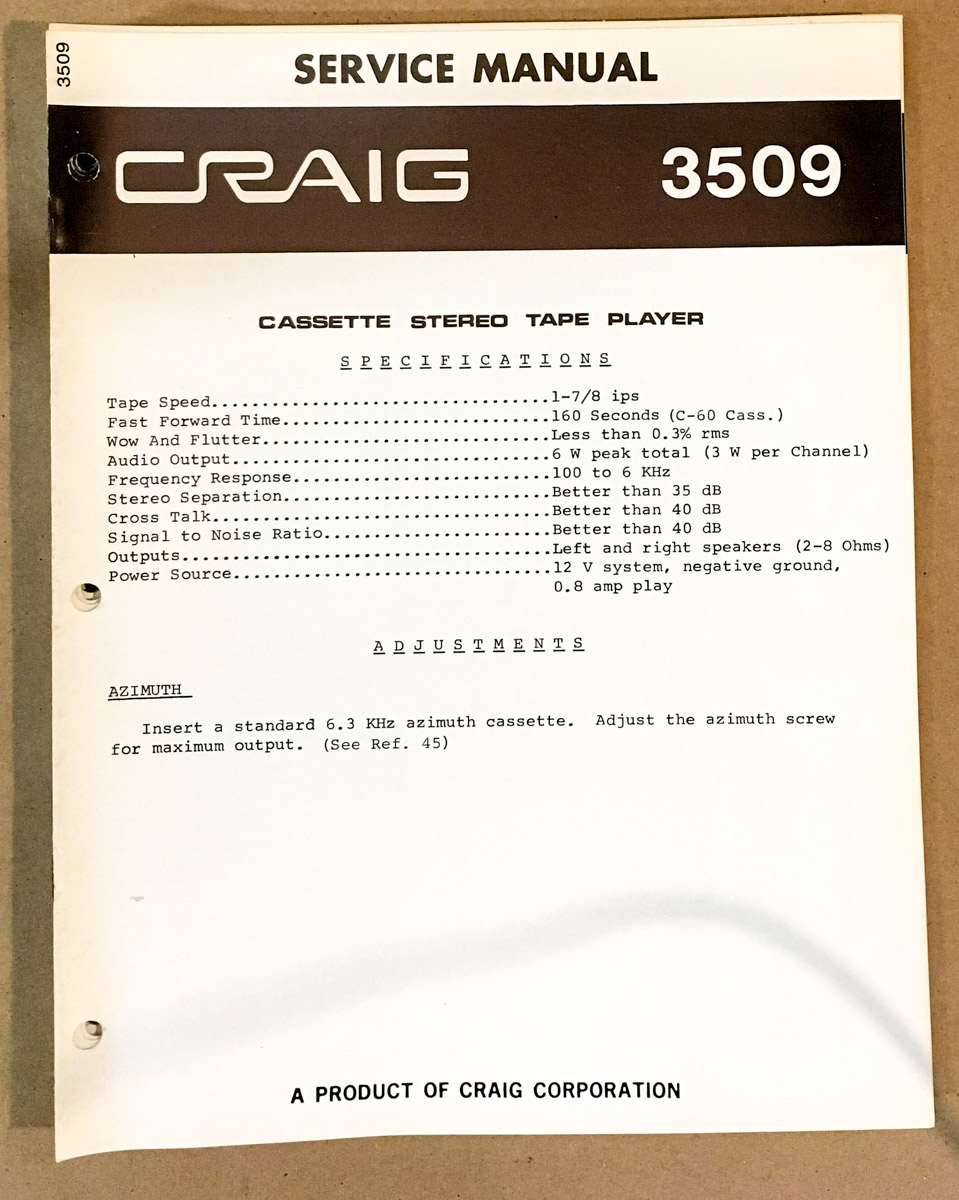 3509
SERVICE MANUAL
CRAIG 3509
CASSETTE STEREO TAPE PLAYER
SPECIFICATIONS
Tape Speed..................................1-7/8 ips
Fast Forward Time...........................160 Seconds (C-60 Cass.)
Wow And Flutter.............................Less than 0.3% rms
Audio Output................................6 W peak total (3 W per Channel)
Frequency Response..........................100 to 6 KHz
Stereo Separation...........................Better than 35 dB
Cross Talk..................................Better than 40 dB
Signal to Noise Ratio.......................Better than 40 dB
Outputs.....................................Left and right speakers (2-8 Ohms)
Power Source................................12 V system, negative ground,
0.8 amp play
ADJUSTMENTS
AZIMUTH
Insert a standard 6.3 KHz azimuth cassette. Adjust the azimuth screw
for maximum output. (See Ref. 45)
A PRODUCT OF CRAIG CORPORATION